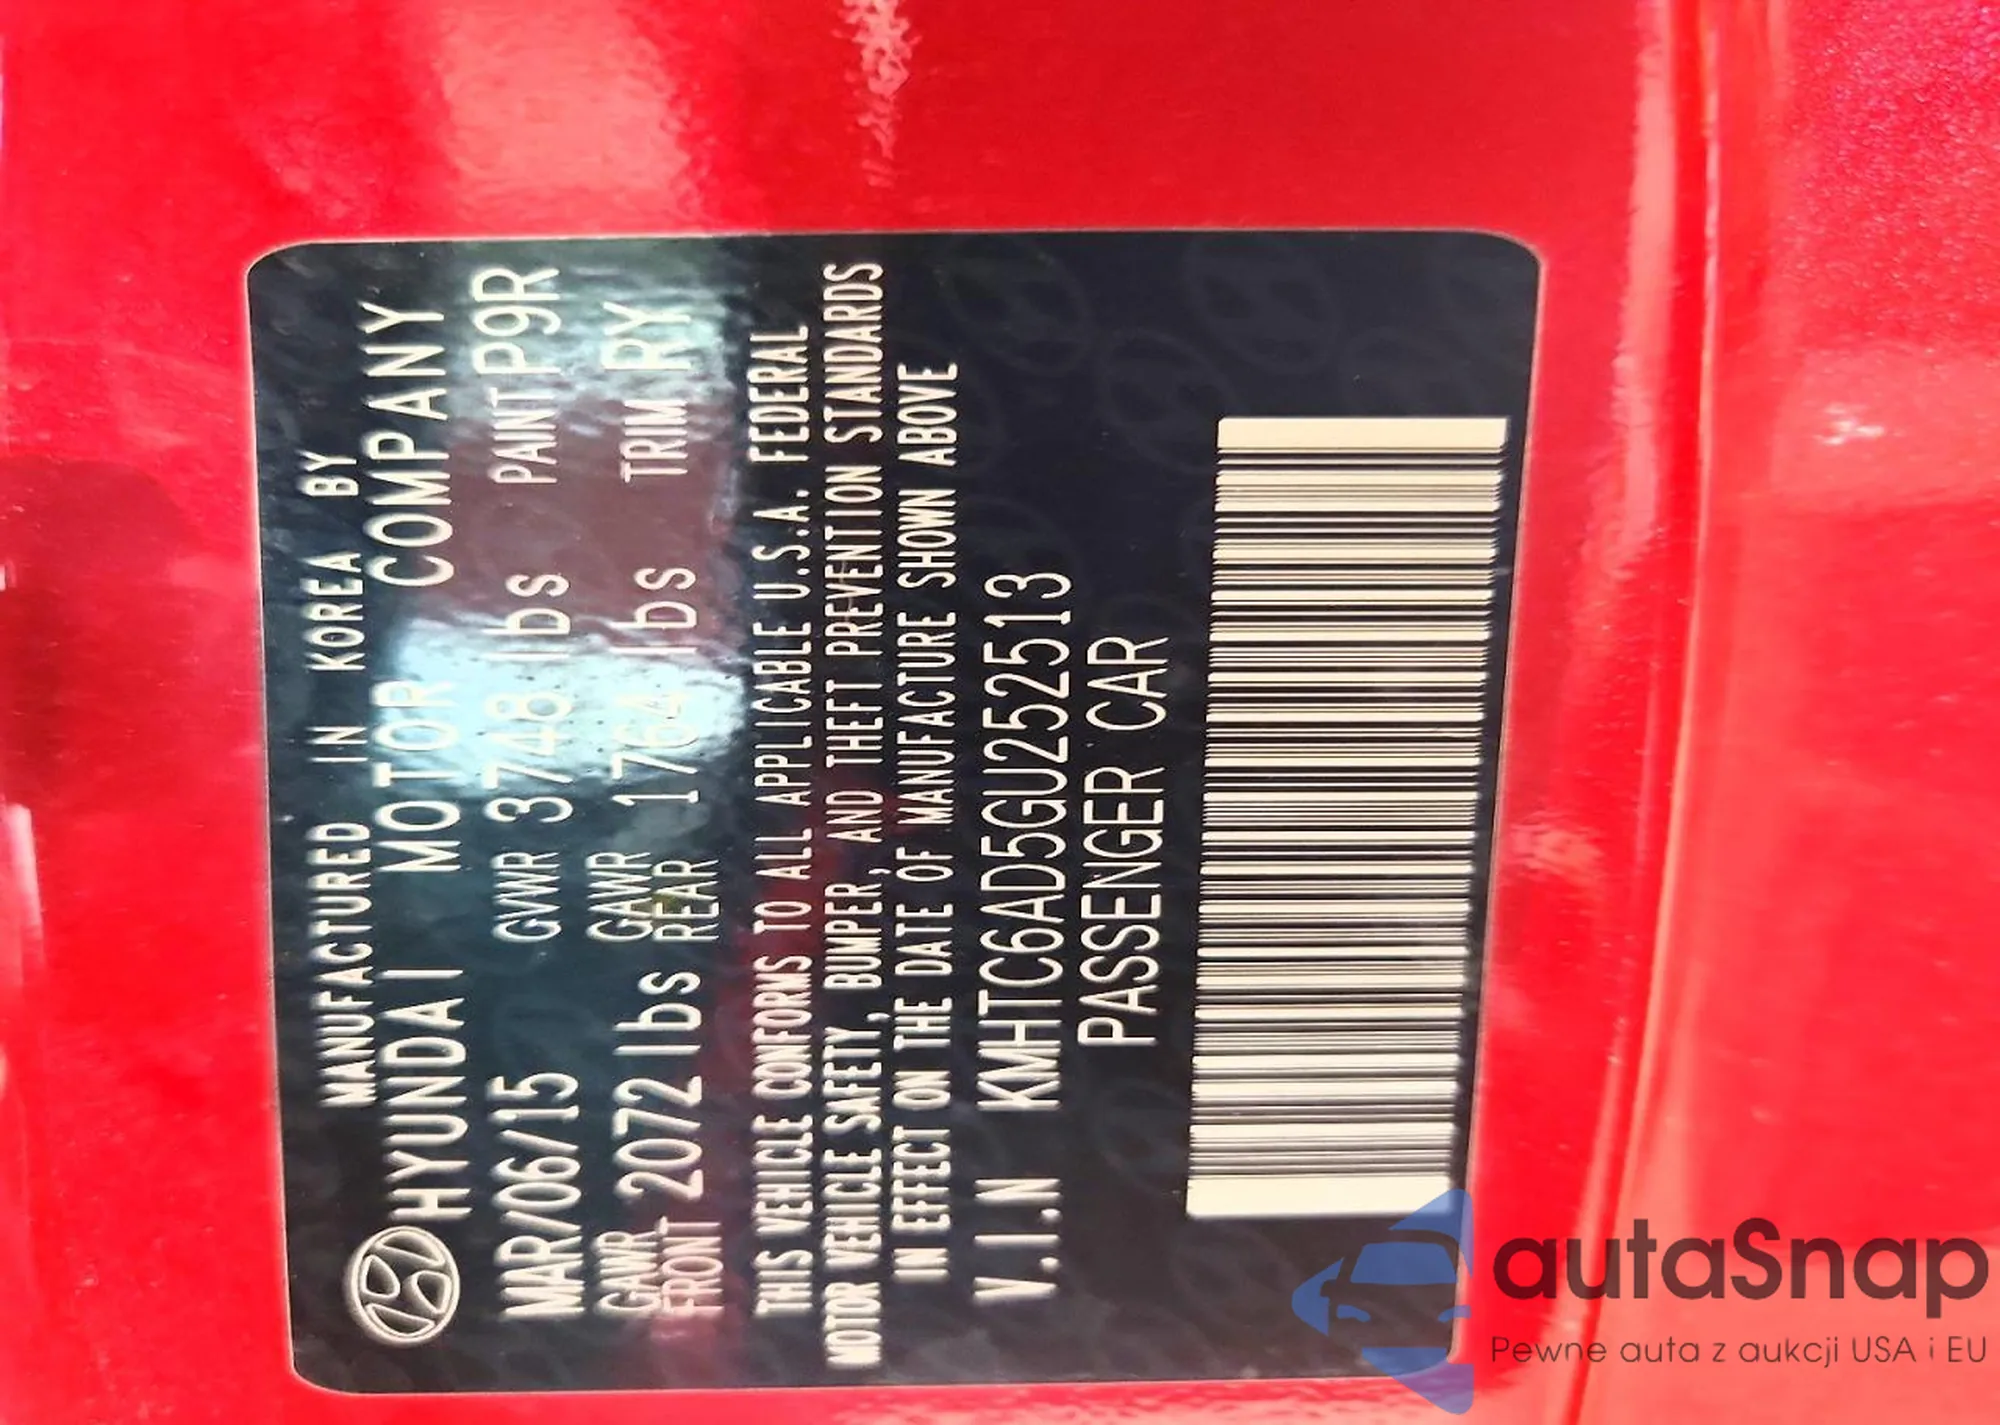 MANUFACTURED IN KOREA BY
HYUNDAI MOTOR COMPANY
MAR/06/15 GVWR 3748 lbs PAINT P9R
GAWR FRONT 2072 lbs GAWR REAR 1764 lbs TRIM RY
THIS VEHICLE CONFORMS TO ALL APPLICABLE U.S.A. FEDERAL
MOTOR VEHICLE SAFETY, BUMPER, AND THEFT PREVENTION STANDARDS
IN EFFECT ON THE DATE OF MANUFACTURE SHOWN ABOVE
V.I.N KMHTC6AD5GU252513
PASSENGER CAR
autaSnap
Pewne auta z aukcji USA i EU